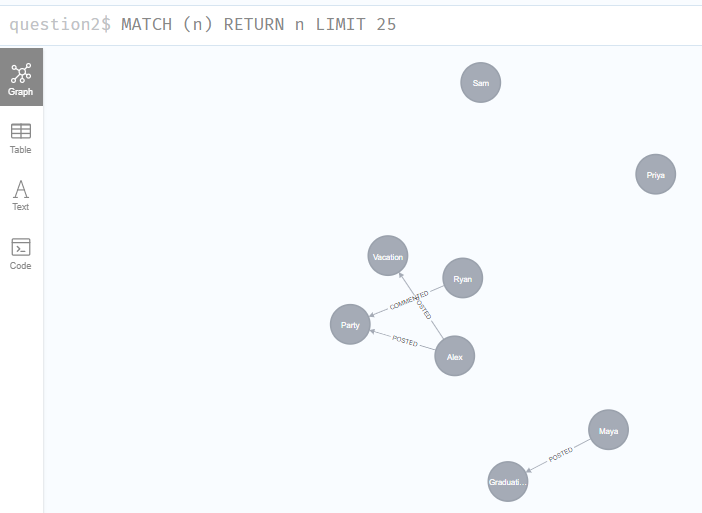 question2$ MATCH (n) RETURN n LIMIT 25
Graph
Table
Text
Code
Sam
Priya
Vacation
Ryan
COMMENTED
POSTED
Party
POSTED
Alex
Maya
POSTED
Graduati...